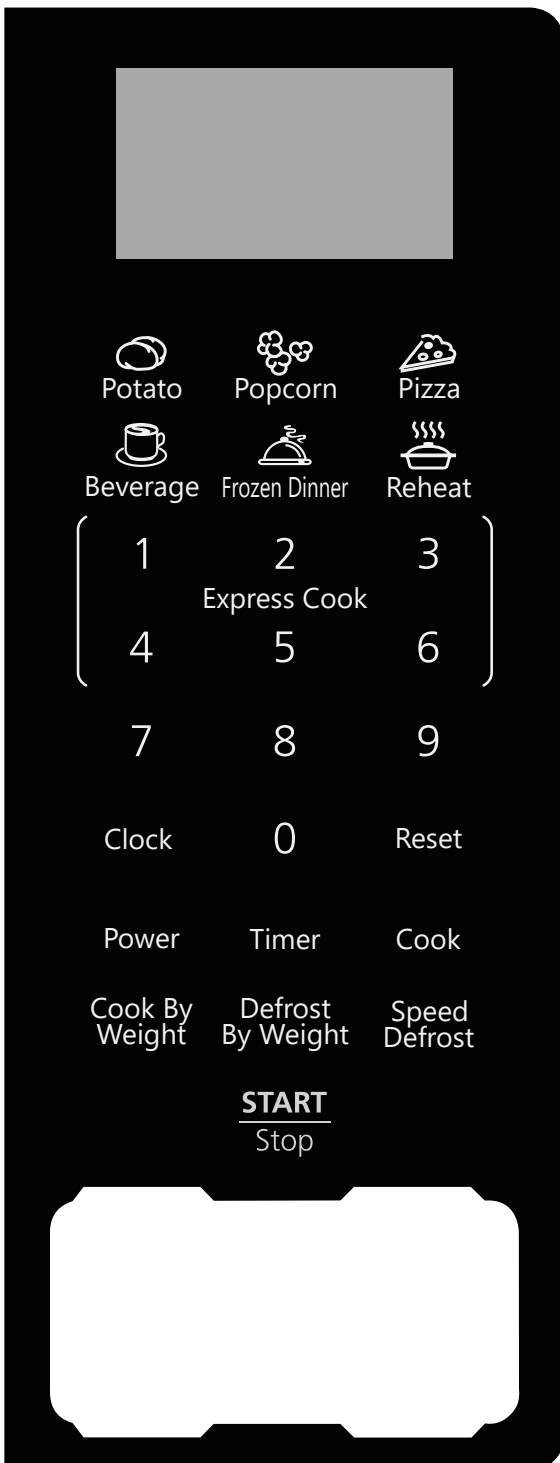 Potato Popcorn Pizza
Beverage Frozen Dinner Reheat
1 2 3
Express Cook
4 5 6
7 8 9
Clock 0 Reset
Power Timer Cook
Cook By
Weight
Defrost
By Weight
Speed
Defrost
START
Stop